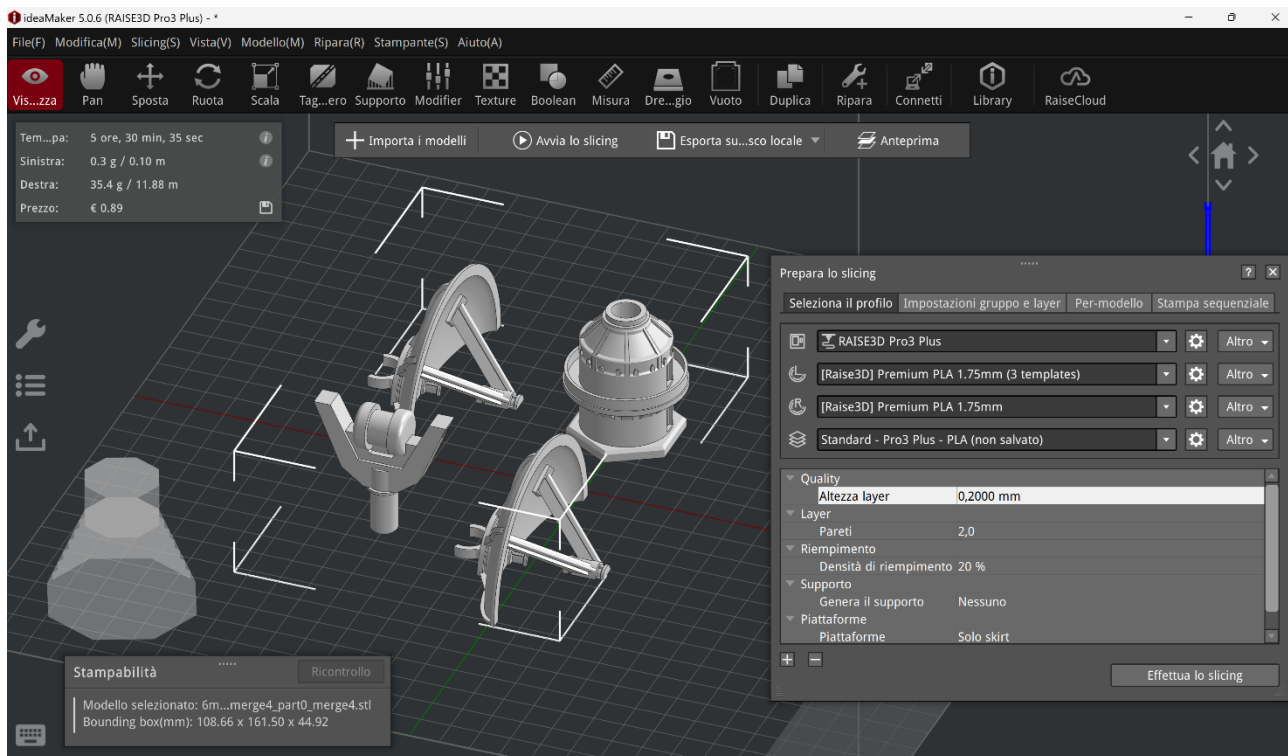 ideaMaker 5.0.6 (RAISE3D Pro3 Plus) - *
File(F) Modifica(M) Slicing(S) Vista(V) Modello(M) Ripara(R) Stampante(S) Aiuto(A)
Vis...zza Pan Sposta Ruota Scala Tag...ero Supporto Modifier Texture Boolean Misura Dre...gio Vuoto Duplica Ripara Connetti Library RaiseCloud
Tem...pa: 5 ore, 30 min, 35 sec
Sinistra: 0.3 g / 0.10 m
Destra: 35.4 g / 11.88 m
Prezzo: € 0.89
Importa i modelli Avvia lo slicing Esporta su...sco locale Anteprima
Prepara lo slicing
Seleziona il profilo Impostazioni gruppo e layer Per-modello Stampa sequenziale
RAISE3D Pro3 Plus Altro
L [Raise3D] Premium PLA 1.75mm (3 templates) Altro
R [Raise3D] Premium PLA 1.75mm Altro
Standard - Pro3 Plus - PLA (non salvato) Altro
Quality
Altezza layer 0,2000 mm
Layer
Pareti 2,0
Riempimento
Densità di riempimento 20 %
Supporto
Genera il supporto Nessuno
Piattaforme
Piattaforme Solo skirt
Effettua lo slicing
Stampabilità Ricontrollo
Modello selezionato: 6m...merge4_part0_merge4.stl
Bounding box(mm): 108.66 x 161.50 x 44.92